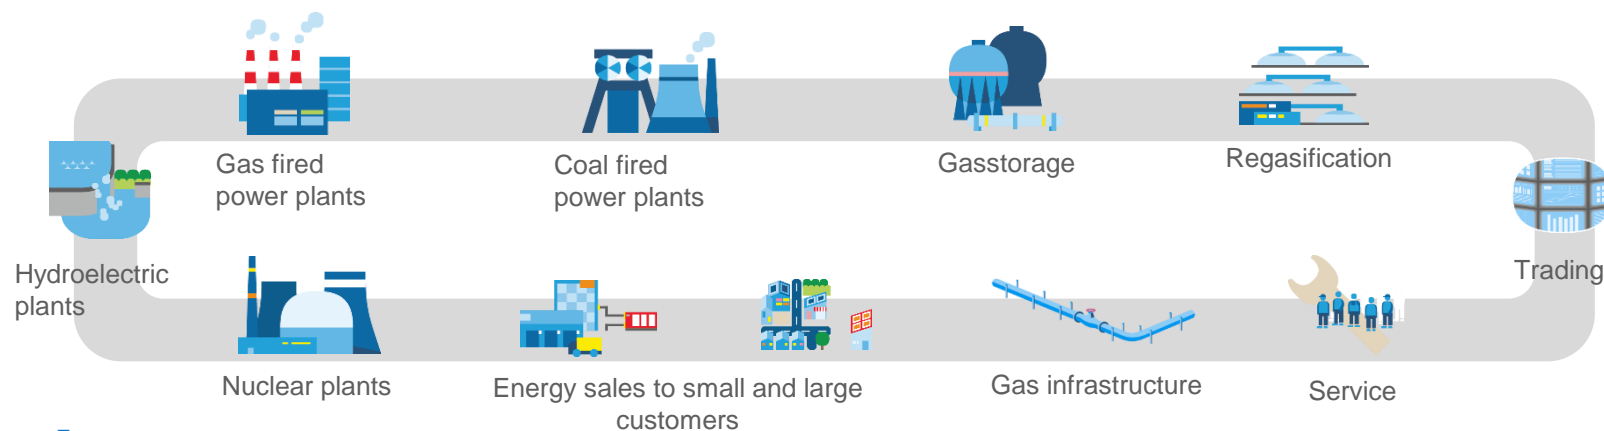 Gas fired
power plants
Coal fired
power plants
Gasstorage
Regasification
Hydroelectric
plants
Trading
Nuclear plants
Energy sales to small and large
customers
Gas infrastructure
Service